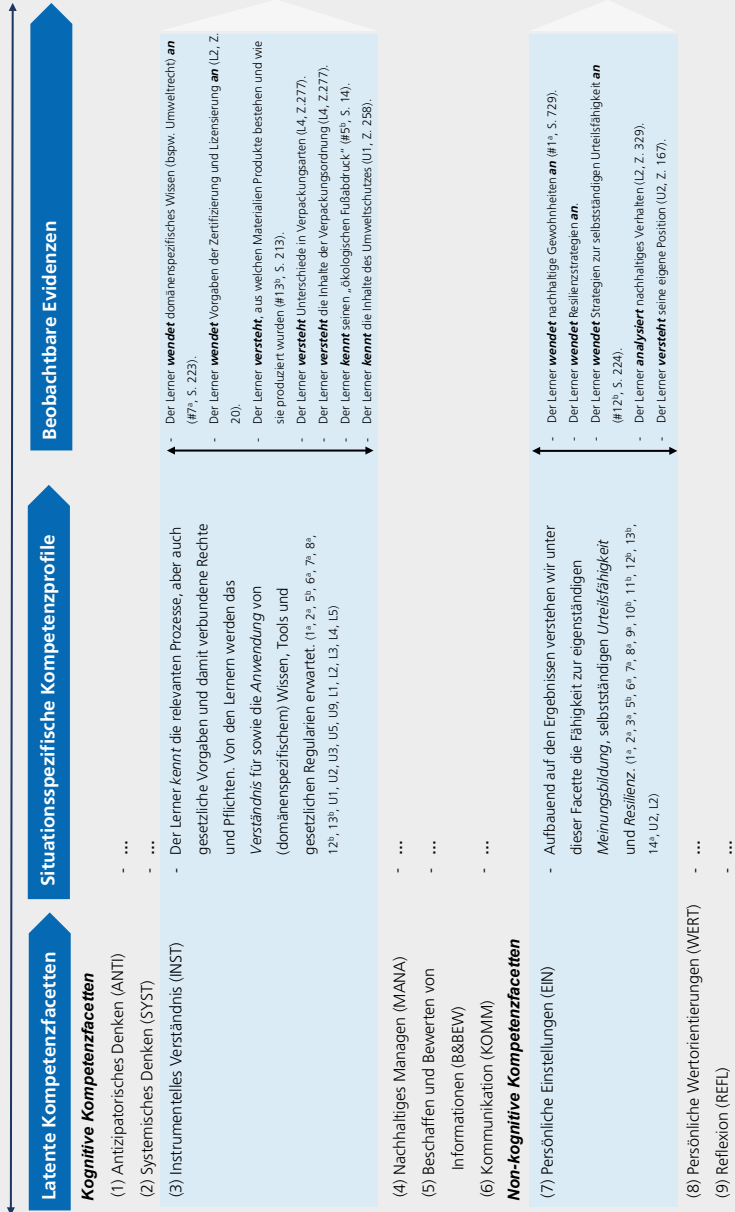 Latente Kompetenzfacetten
Situationsspezifische Kompetenzprofile
Beobachtbare Evidenzen
Kognitive Kompetenzfacetten
(1) Antizipatorisches Denken (ANTI)
- ...
(2) Systemisches Denken (SYST)
- ...
(3) Instrumentelles Verständnis (INST)
- Der Lerner kennt die relevanten Prozesse, aber auch
gesetzliche Vorgaben und damit verbundene Rechte
und Pflichten. Von den Lernern werden das
Verständnis für sowie die Anwendung von
(domänenspezifischem) Wissen, Tools und
gesetzlichen Regularien erwartet. (1ᵃ, 2ᵃ, 5ᵇ, 6ᵃ, 7ᵃ, 8ᵃ,
12ᵇ, 13ᵇ, U1, U2, U3, U5, U9, L1, L2, L3, L4, L5)
- Der Lerner wendet domänenspezifisches Wissen (bspw. Umweltrecht) an
(#7ᵃ, S. 223).
- Der Lerner wendet Vorgaben der Zertifizierung und Lizensierung an (L2, Z.
20).
- Der Lerner versteht, aus welchen Materialien Produkte bestehen und wie
sie produziert wurden (#13ᵇ, S. 213).
- Der Lerner versteht Unterschiede in Verpackungsarten (L4, Z.277).
- Der Lerner versteht die Inhalte der Verpackungsordnung (L4, Z.277).
- Der Lerner kennt seinen „ökologischen Fußabdruck“ (#5ᵇ, S. 14).
- Der Lerner kennt die Inhalte des Umweltschutzes (U1, Z. 258).
(4) Nachhaltiges Managen (MANA)
- ...
(5) Beschaffen und Bewerten von
Informationen (B&BEW)
- ...
(6) Kommunikation (KOMM)
- ...
Non-kognitive Kompetenzfacetten
(7) Persönliche Einstellungen (EIN)
- Aufbauend auf den Ergebnissen verstehen wir unter
dieser Facette die Fähigkeit zur eigenständigen
Meinungsbildung, selbstständigen Urteilsfähigkeit
und Resilienz. (1ᵃ, 2ᵃ, 3ᵃ, 5ᵇ, 6ᵃ, 7ᵃ, 8ᵃ, 9ᵃ, 10ᵇ, 11ᵇ, 12ᵇ, 13ᵇ,
14ᵃ, U2, L2)
- Der Lerner wendet nachhaltige Gewohnheiten an (#1ᵃ, S. 729).
- Der Lerner wendet Resilienzstrategien an.
- Der Lerner wendet Strategien zur selbstständigen Urteilsfähigkeit an
(#12ᵇ, S. 224).
- Der Lerner analysiert nachhaltiges Verhalten (L2, Z. 329).
- Der Lerner versteht seine eigene Position (U2, Z. 167).
(8) Persönliche Wertorientierungen (WERT)
- ...
(9) Reflexion (REFL)
- ...